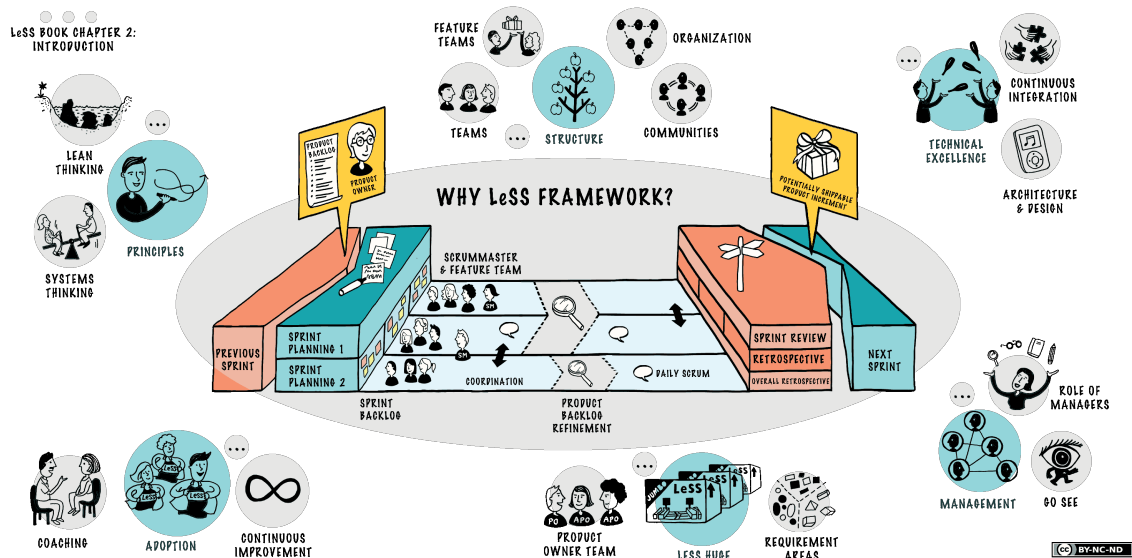 LeSS BOOK CHAPTER 2:
INTRODUCTION
LEAN
THINKING
SYSTEMS
THINKING
PRINCIPLES
FEATURE
TEAMS
TEAMS
STRUCTURE
ORGANIZATION
COMMUNITIES
TECHNICAL
EXCELLENCE
CONTINUOUS
INTEGRATION
ARCHITECTURE
& DESIGN
WHY LeSS FRAMEWORK?
PRODUCT
BACKLOG
PRODUCT
OWNER
POTENTIALLY SHIPPABLE
PRODUCT INCREMENT
SCRUMMASTER
& FEATURE TEAM
SM
SM
PREVIOUS
SPRINT
SPRINT
PLANNING 1
SPRINT
PLANNING 2
COORDINATION
DAILY SCRUM
SPRINT
BACKLOG
PRODUCT
BACKLOG
REFINEMENT
SPRINT REVIEW
RETROSPECTIVE
OVERALL RETROSPECTIVE
NEXT
SPRINT
COACHING
LeSS
LeSS
LeSS
ADOPTION
CONTINUOUS
IMPROVEMENT
PO
APO
APO
PRODUCT
OWNER TEAM
JUMBO
LeSS
LESS HUGE
REQUIREMENT
AREAS
ROLE OF
MANAGERS
MANAGEMENT
GO SEE
CC BY-NC-ND